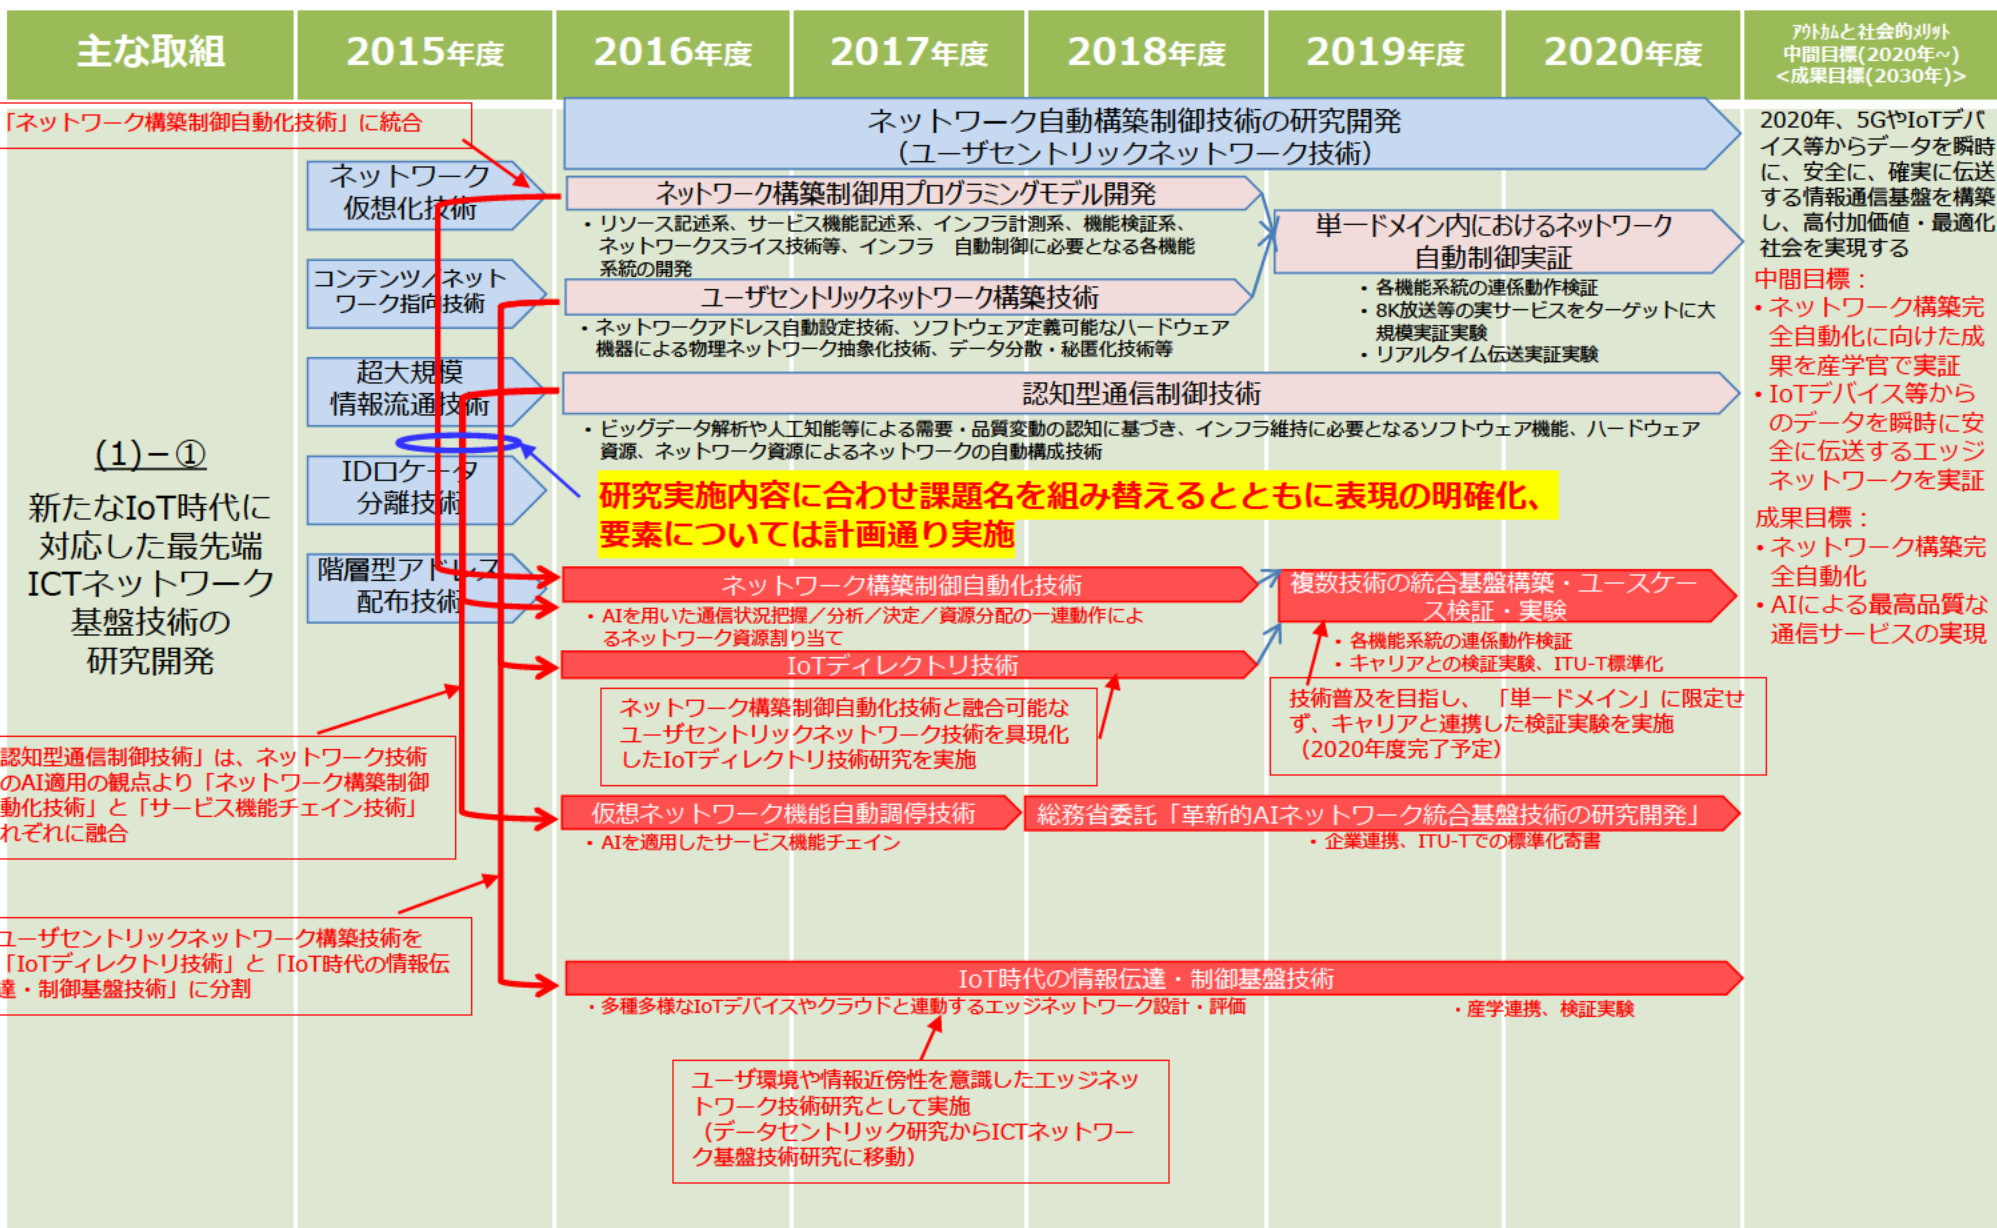 主な取組
2015年度
2016年度
2017年度
2018年度
2019年度
2020年度
ｱｳﾄｶﾑと社会的ﾒﾘｯﾄ
中間目標(2020年~)
<成果目標(2030年)>
(1)－①
新たなIoT時代に
対応した最先端
ICTネットワーク
基盤技術の
研究開発
「ネットワーク構築制御自動化技術」に統合
ネットワーク
仮想化技術
コンテンツ／ネット
ワーク指向技術
超大規模
情報流通技術
IDロケータ
分離技術
階層型アドレス
配布技術
ネットワーク自動構築制御技術の研究開発
（ユーザセントリックネットワーク技術）
ネットワーク構築制御用プログラミングモデル開発
・リソース記述系、サービス機能記述系、インフラ計測系、機能検証系、
ネットワークスライス技術等、インフラ　自動制御に必要となる各機能
系統の開発
ユーザセントリックネットワーク構築技術
・ネットワークアドレス自動設定技術、ソフトウェア定義可能なハードウェア
機器による物理ネットワーク抽象化技術、データ分散・秘匿化技術等
単一ドメイン内におけるネットワーク
自動制御実証
・各機能系統の連係動作検証
・8K放送等の実サービスをターゲットに大
規模実証実験
・リアルタイム伝送実証実験
認知型通信制御技術
・ビッグデータ解析や人工知能等による需要・品質変動の認知に基づき、インフラ維持に必要となるソフトウェア機能、ハードウェア
資源、ネットワーク資源によるネットワークの自動構成技術
研究実施内容に合わせ課題名を組み替えるとともに表現の明確化、
要素については計画通り実施
ネットワーク構築制御自動化技術
・AIを用いた通信状況把握／分析／決定／資源分配の一連動作によ
るネットワーク資源割り当て
IoTディレクトリ技術
ネットワーク構築制御自動化技術と融合可能な
ユーザセントリックネットワーク技術を具現化
したIoTディレクトリ技術研究を実施
複数技術の統合基盤構築・ユースケー
ス検証・実験
・各機能系統の連係動作検証
・キャリアとの検証実験、ITU-T標準化
技術普及を目指し、「単一ドメイン」に限定せ
ず、キャリアと連携した検証実験を実施
（2020年度完了予定）
認知型通信制御技術」は、ネットワーク技術
のAI適用の観点より「ネットワーク構築制御
動化技術」と「サービス機能チェイン技術」
れぞれに融合
仮想ネットワーク機能自動調停技術
・AIを適用したサービス機能チェイン
総務省委託「革新的AIネットワーク統合基盤技術の研究開発」
・企業連携、ITU-Tでの標準化寄書
ユーザセントリックネットワーク構築技術を
「IoTディレクトリ技術」と「IoT時代の情報伝
達・制御基盤技術」に分割
IoT時代の情報伝達・制御基盤技術
・多種多様なIoTデバイスやクラウドと連動するエッジネットワーク設計・評価
・産学連携、検証実験
ユーザ環境や情報近傍性を意識したエッジネッ
トワーク技術研究として実施
（データセントリック研究からICTネットワー
ク基盤技術研究に移動）
2020年、5GやIoTデバ
イス等からデータを瞬時
に、安全に、確実に伝送
する情報通信基盤を構築
し、高付加価値・最適化
社会を実現する
中間目標：
・ネットワーク構築完
全自動化に向けた成
果を産学官で実証
・IoTデバイス等から
のデータを瞬時に安
全に伝送するエッジ
ネットワークを実証
成果目標：
・ネットワーク構築完
全自動化
・AIによる最高品質な
通信サービスの実現